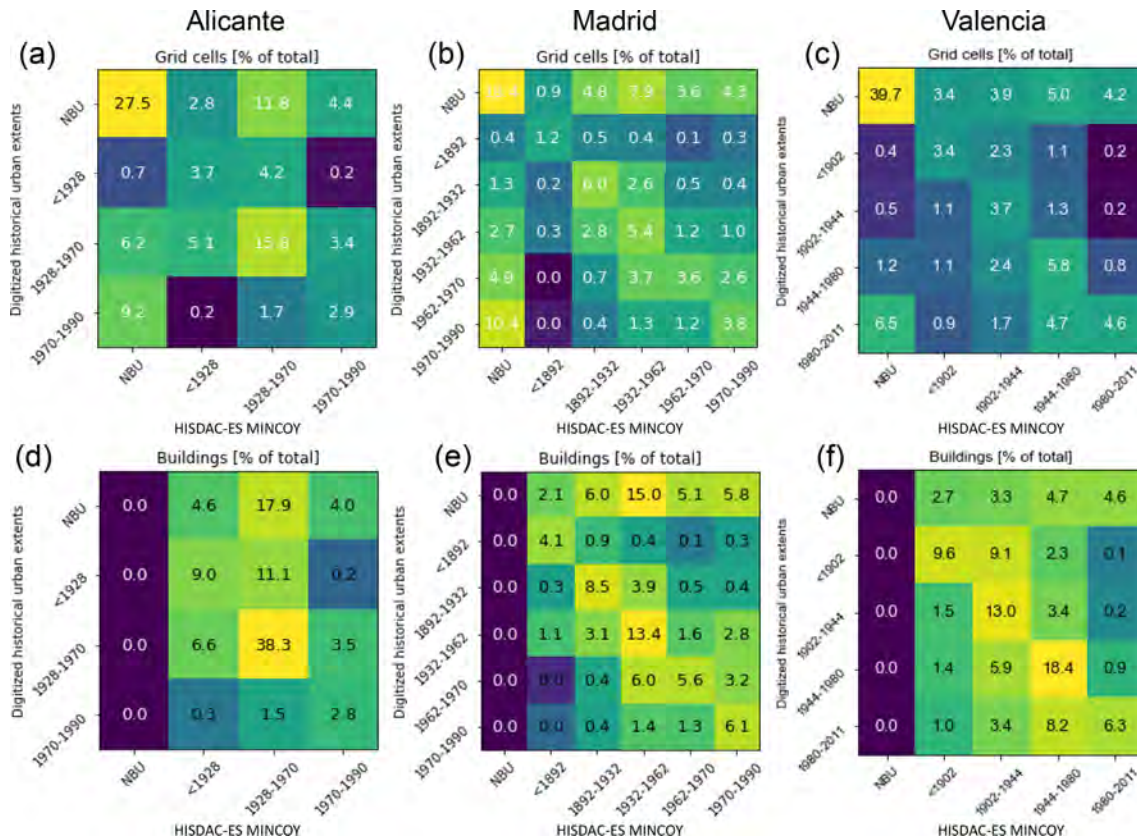 Alicante Madrid Valencia
(a) (b) (c)
Grid cells [% of total] Grid cells [% of total] Grid cells [% of total]
Digitized historical urban extents
NBU 27.5 2.8 11.8 4.4
<1928 0.7 3.7 4.2 0.2
1928-1970 6.2 5.1 15.8 3.4
1970-1990 9.2 0.2 1.7 2.9
NBU <1928 1928-1970 1970-1990
HISDAC-ES MINCOY
Digitized historical urban extents
NBU 0.9 4.8 7.9 3.6 4.3
<1892 0.4 1.2 0.5 0.4 0.1 0.3
1892-1932 1.3 0.2 6.0 2.6 0.5 0.4
1932-1962 2.7 0.3 2.8 5.4 1.2 1.0
1962-1970 4.9 0.0 0.7 3.7 3.6 2.6
1970-1990 10.4 0.0 0.4 1.3 1.2 3.8
NBU <1892 1892-1932 1932-1962 1962-1970 1970-1990
HISDAC-ES MINCOY
Digitized historical urban extents
NBU 39.7 3.4 3.9 5.0 4.2
<1902 0.4 3.4 2.3 1.1 0.2
1902-1944 0.5 1.1 3.7 1.3 0.2
1944-1980 1.2 1.1 2.4 5.8 0.8
1980-2011 6.5 0.9 1.7 4.7 4.6
NBU <1902 1902-1944 1944-1980 1980-2011
HISDAC-ES MINCOY
(d) (e) (f)
Buildings [% of total] Buildings [% of total] Buildings [% of total]
Digitized historical urban extents
NBU 0.0 4.6 17.9 4.0
<1928 0.0 9.0 11.1 0.2
1928-1970 0.0 6.6 38.3 3.5
1970-1990 0.0 0.3 1.5 2.8
NBU <1928 1928-1970 1970-1990
HISDAC-ES MINCOY
Digitized historical urban extents
NBU 0.0 2.1 6.0 15.0 5.1 5.8
<1892 0.0 4.1 0.9 0.4 0.1 0.3
1892-1932 0.0 0.3 8.5 3.9 0.5 0.4
1932-1962 0.0 1.1 3.1 13.4 1.6 2.8
1962-1970 0.0 0.0 0.4 6.0 5.6 3.2
1970-1990 0.0 0.0 0.4 1.4 1.3 6.1
NBU <1892 1892-1932 1932-1962 1962-1970 1970-1990
HISDAC-ES MINCOY
Digitized historical urban extents
NBU 0.0 2.7 3.3 4.7 4.6
<1902 0.0 9.6 9.1 2.3 0.1
1902-1944 0.0 1.5 13.0 3.4 0.2
1944-1980 0.0 1.4 5.9 18.4 0.9
1980-2011 0.0 1.0 3.4 8.2 6.3
NBU <1902 1902-1944 1944-1980 1980-2011
HISDAC-ES MINCOY